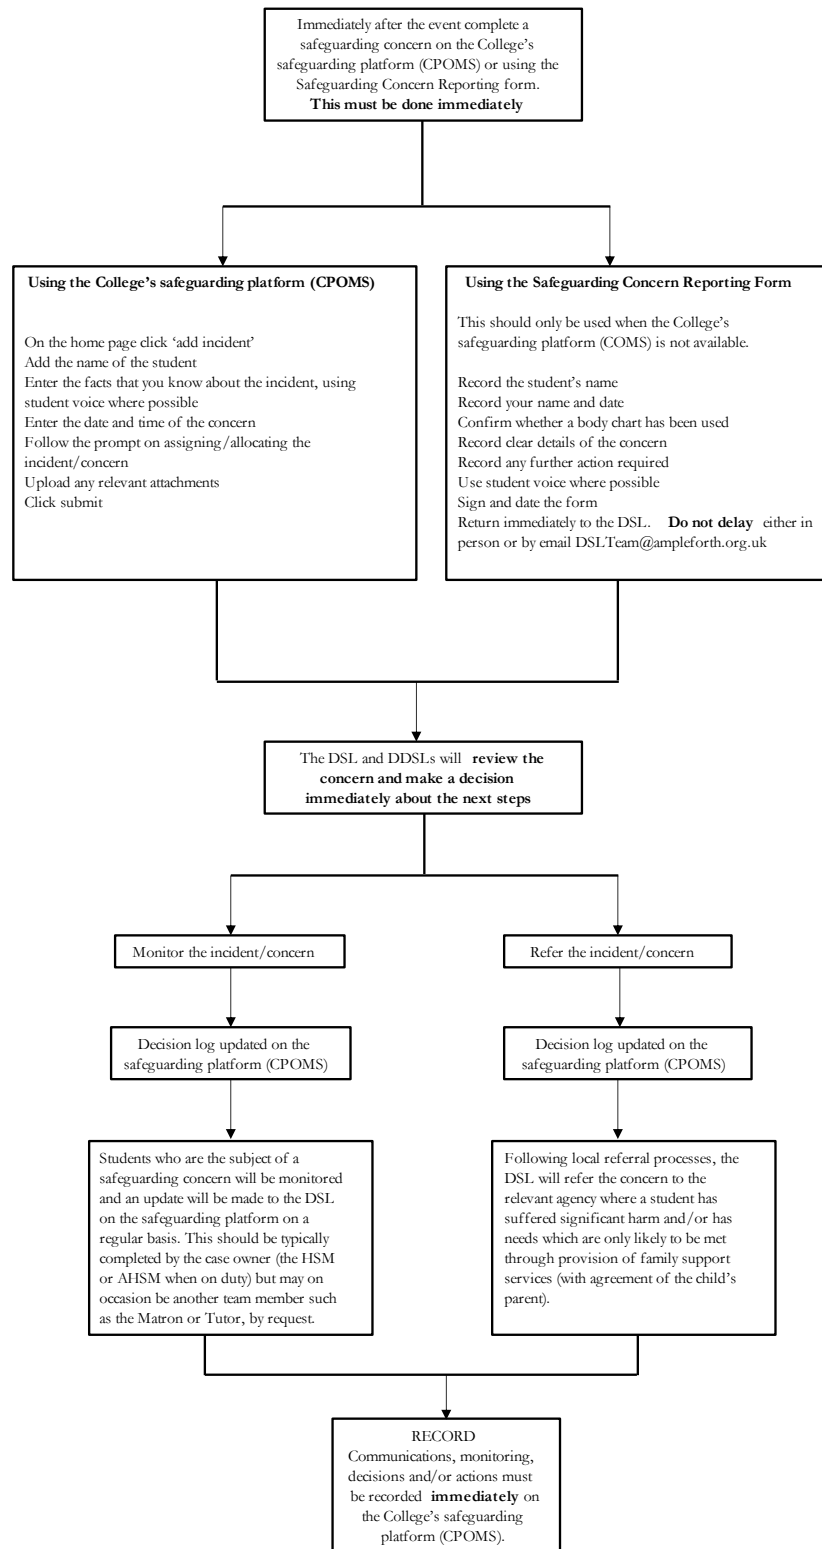 Immediately after the event complete a
safeguarding concern on the College's
safeguarding platform (CPOMS) or using the
Safeguarding Concern Reporting form.
This must be done immediately
Using the College's safeguarding platform (CPOMS)
On the home page click 'add incident'
Add the name of the student
Enter the facts that you know about the incident, using
student voice where possible
Enter the date and time of the concern
Follow the prompt on assigning/allocating the
incident/concern
Upload any relevant attachments
Click submit
Using the Safeguarding Concern Reporting Form
This should only be used when the College's
safeguarding platform (COMS) is not available.
Record the student's name
Record your name and date
Confirm whether a body chart has been used
Record clear details of the concern
Record any further action required
Use student voice where possible
Sign and date the form
Return immediately to the DSL. Do not delay either in
person or by email DSLTeam@ampleforth.org.uk
The DSL and DDSLs will review the
concern and make a decision
immediately about the next steps
Monitor the incident/concern
Refer the incident/concern
Decision log updated on the
safeguarding platform (CPOMS)
Decision log updated on the
safeguarding platform (CPOMS)
Students who are the subject of a
safeguarding concern will be monitored
and an update will be made to the DSL
on the safeguarding platform on a
regular basis. This should be typically
completed by the case owner (the HSM
or AHSM when on duty) but may on
occasion be another team member such
as the Matron or Tutor, by request.
Following local referral processes, the
DSL will refer the concern to the
relevant agency where a student has
suffered significant harm and/or has
needs which are only likely to be met
through provision of family support
services (with agreement of the child's
parent).
RECORD
Communications, monitoring,
decisions and/or actions must
be recorded immediately on
the College's safeguarding
platform (CPOMS).